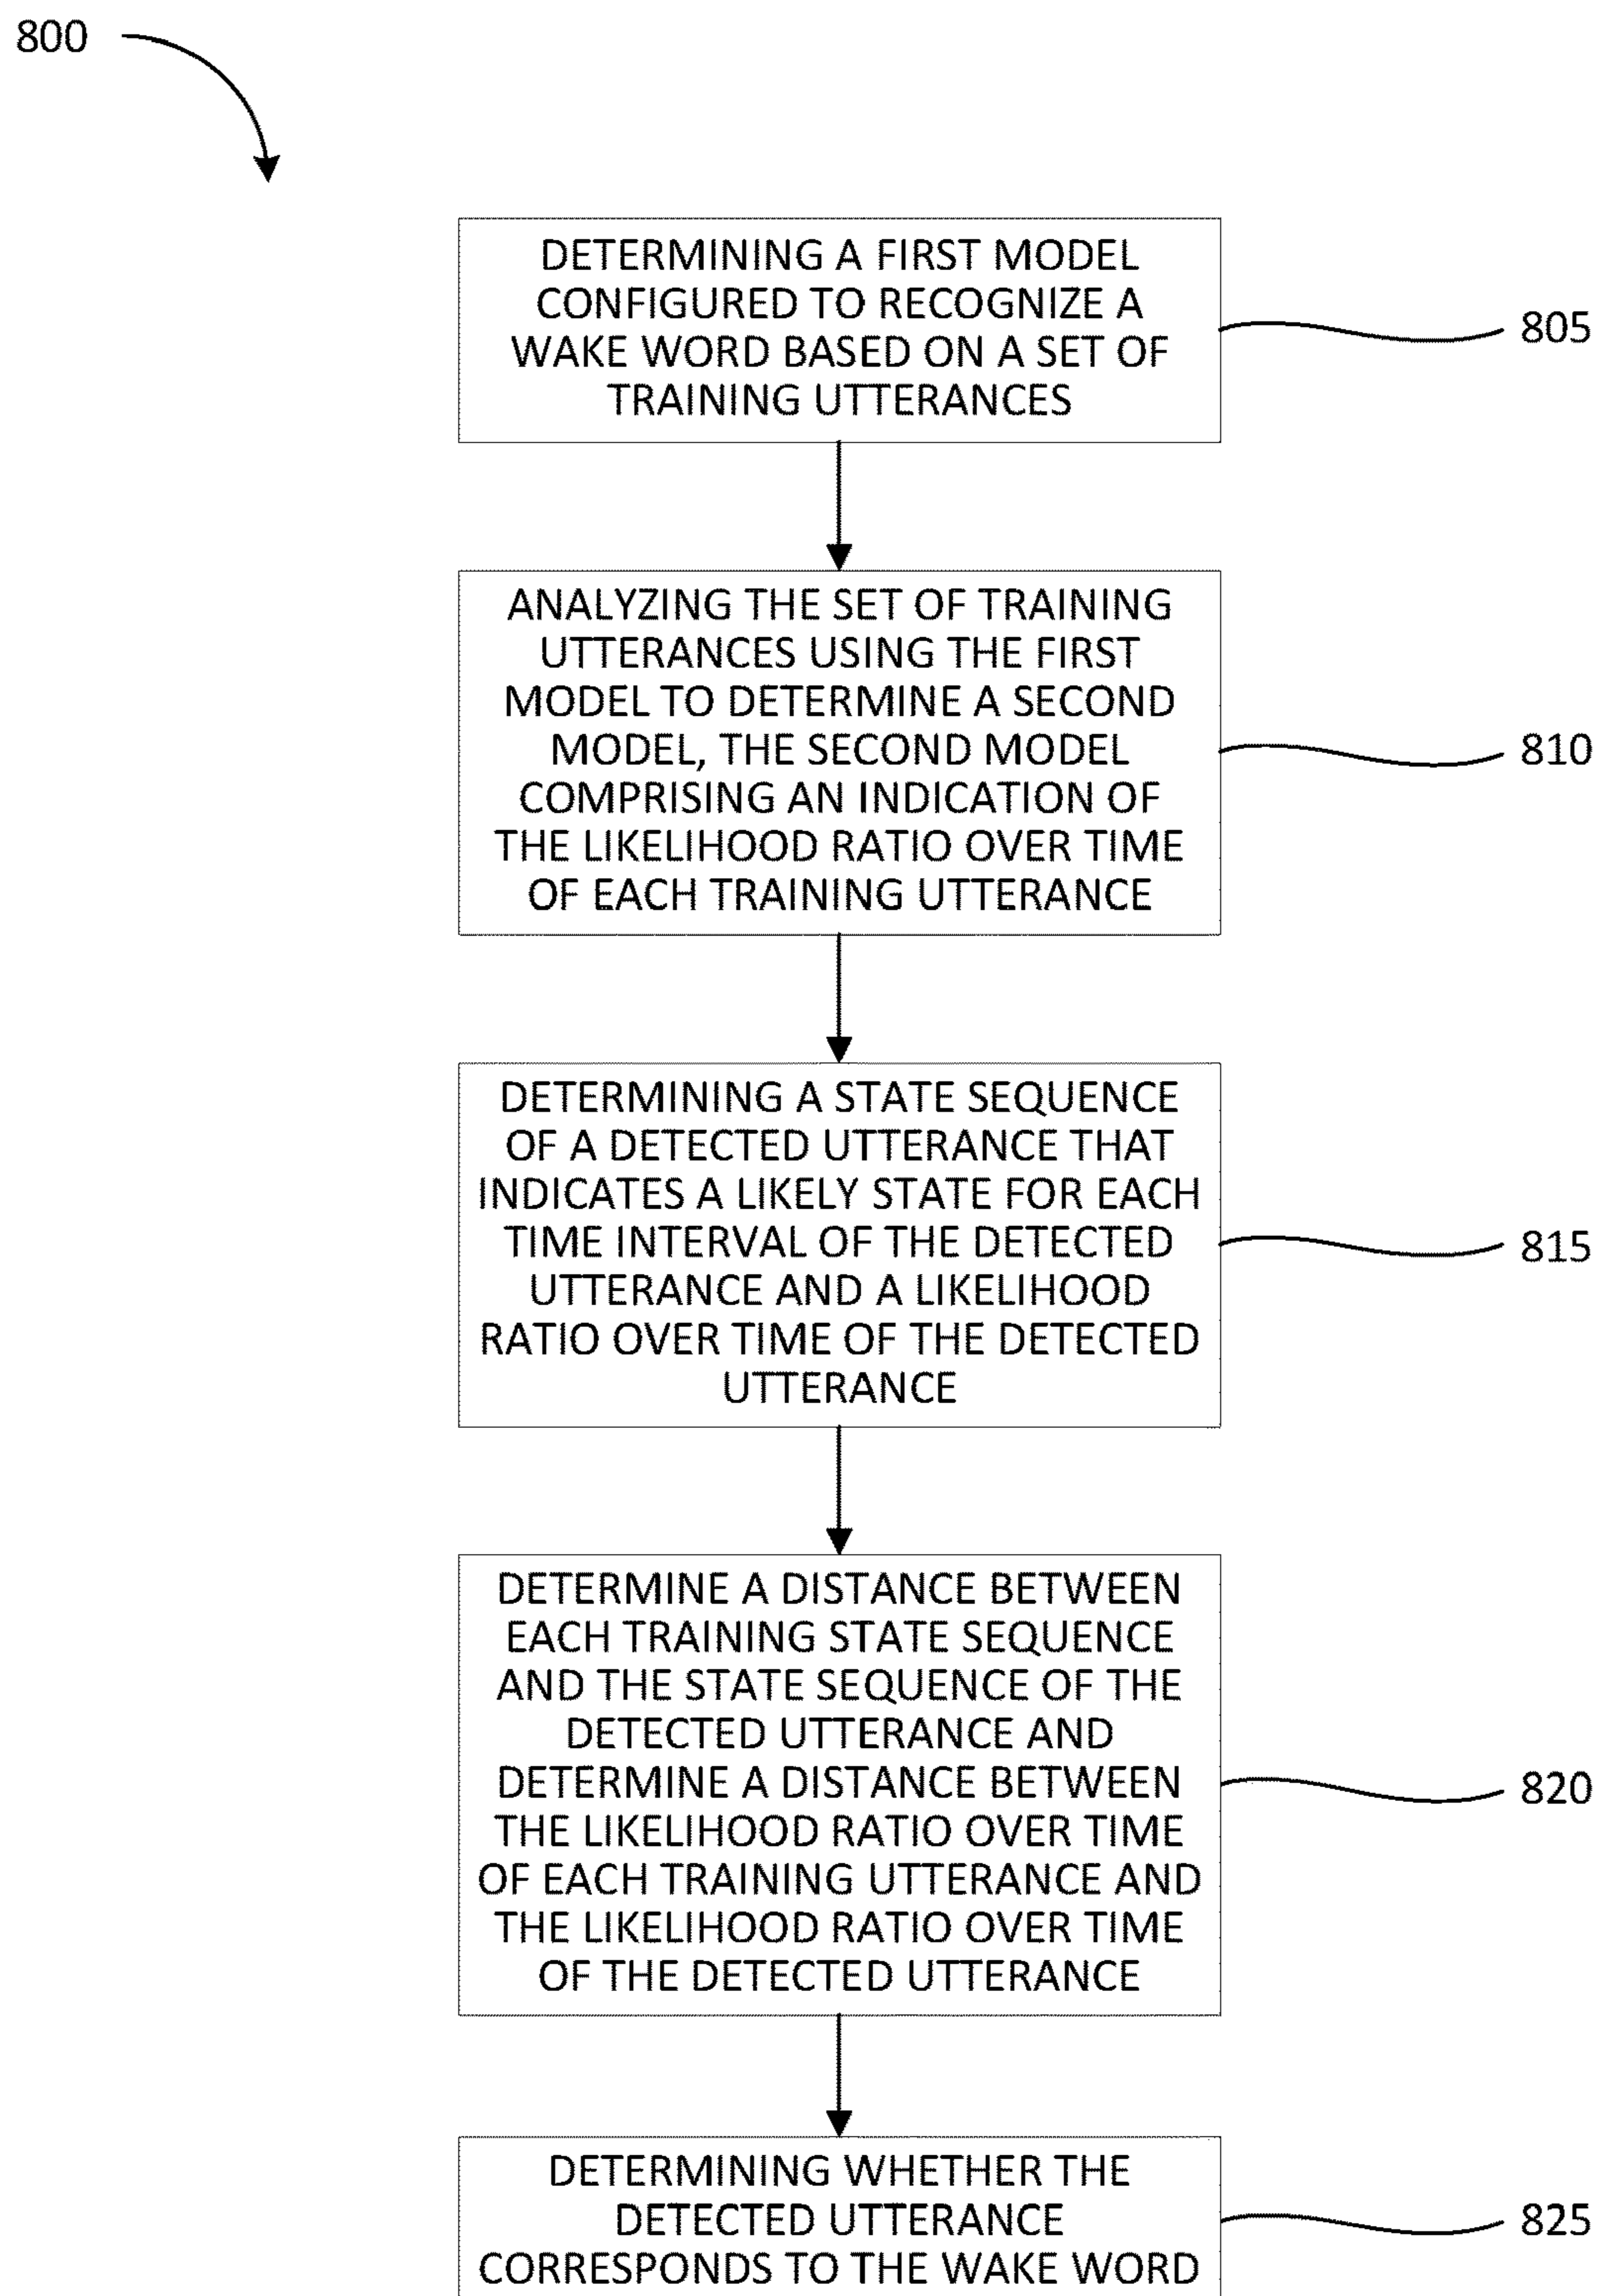 800
DETERMINING A FIRST MODEL
CONFIGURED TO RECOGNIZE A
WAKE WORD BASED ON A SET OF
TRAINING UTTERANCES
805
ANALYZING THE SET OF TRAINING
UTTERANCES USING THE FIRST
MODEL TO DETERMINE A SECOND
MODEL, THE SECOND MODEL
COMPRISING AN INDICATION OF
THE LIKELIHOOD RATIO OVER TIME
OF EACH TRAINING UTTERANCE
810
DETERMINING A STATE SEQUENCE
OF A DETECTED UTTERANCE THAT
INDICATES A LIKELY STATE FOR EACH
TIME INTERVAL OF THE DETECTED
UTTERANCE AND A LIKELIHOOD
RATIO OVER TIME OF THE DETECTED
UTTERANCE
815
DETERMINE A DISTANCE BETWEEN
EACH TRAINING STATE SEQUENCE
AND THE STATE SEQUENCE OF THE
DETECTED UTTERANCE AND
DETERMINE A DISTANCE BETWEEN
THE LIKELIHOOD RATIO OVER TIME
OF EACH TRAINING UTTERANCE AND
THE LIKELIHOOD RATIO OVER TIME
OF THE DETECTED UTTERANCE
820
DETERMINING WHETHER THE
DETECTED UTTERANCE
CORRESPONDS TO THE WAKE WORD
825